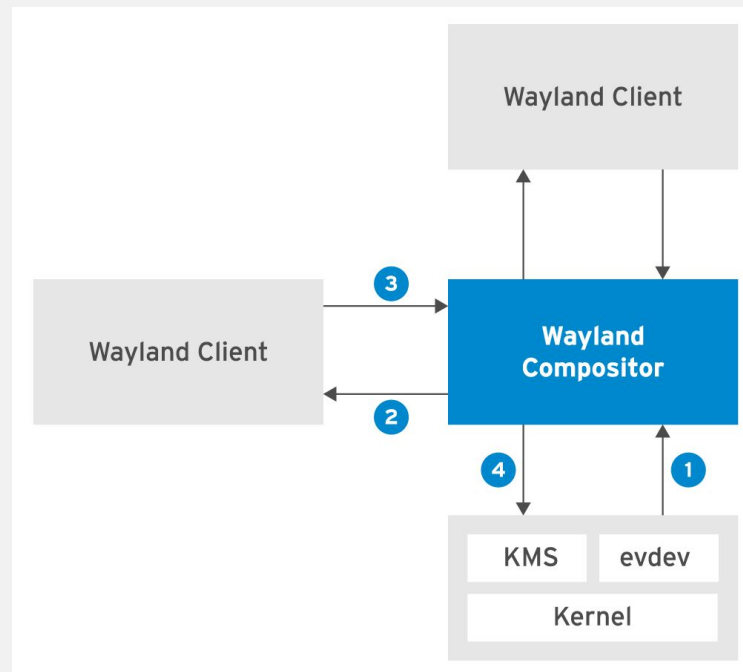 Wayland Client
3
Wayland Client
Wayland
Compositor
2
4
1
KMS
evdev
Kernel